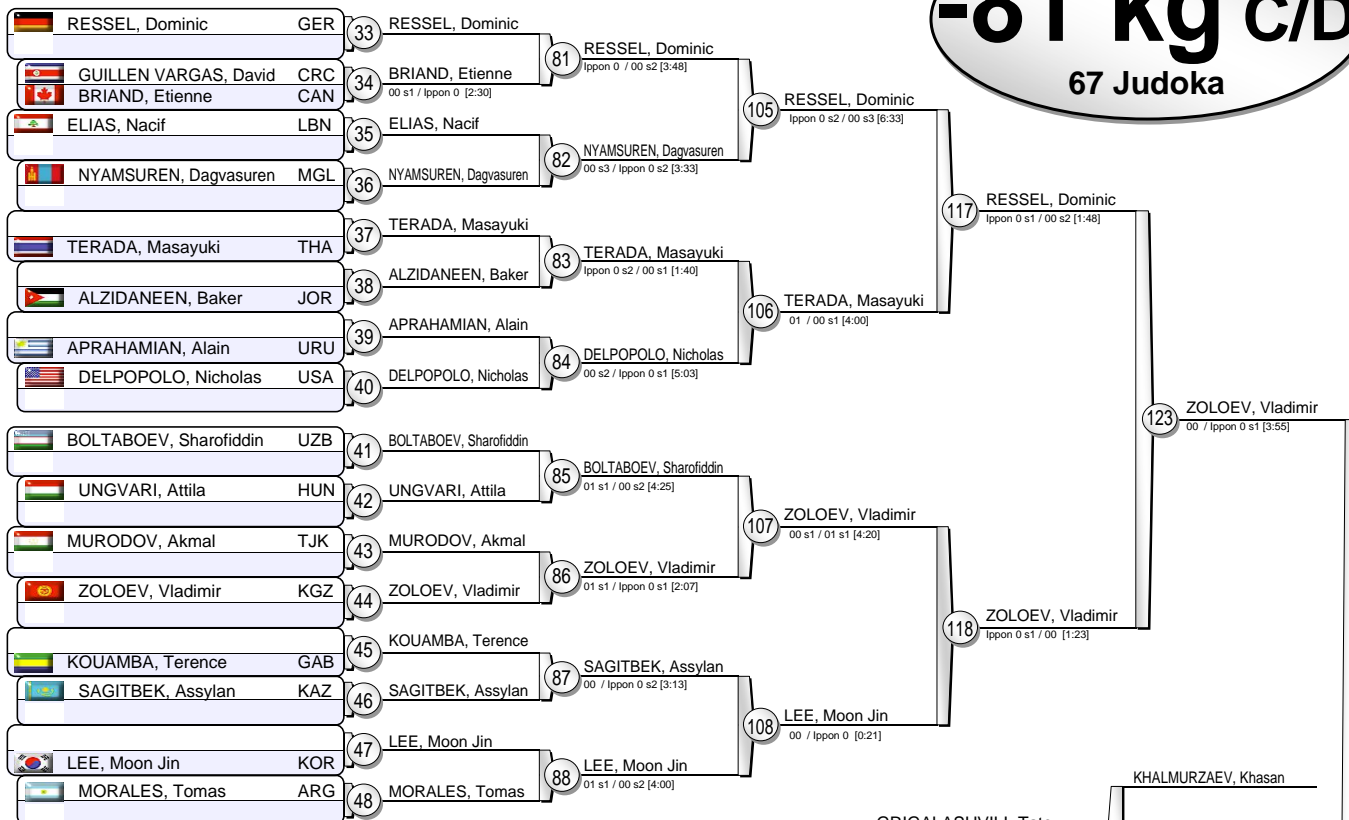 -81 kg C/D
67 Judoka
RESSEL, Dominic GER
GUILLEN VARGAS, David CRC
BRIAND, Etienne CAN
ELIAS, Nacif LBN
NYAMSUREN, Dagvasuren MGL
TERADA, Masayuki THA
ALZIDANEEN, Baker JOR
APRAHAMIAN, Alain URU
DELPOPOLO, Nicholas USA
BOLTABOEV, Sharofiddin UZB
UNGVARI, Attila HUN
MURODOV, Akmal TJK
ZOLOEV, Vladimir KGZ
KOUAMBA, Terence GAB
SAGITBEK, Assylan KAZ
LEE, Moon Jin KOR
MORALES, Tomas ARG
33 RESSEL, Dominic
34 BRIAND, Etienne
00 s1 / Ippon 0 [2:30]
35 ELIAS, Nacif
36 NYAMSUREN, Dagvasuren
37 TERADA, Masayuki
38 ALZIDANEEN, Baker
39 APRAHAMIAN, Alain
40 DELPOPOLO, Nicholas
41 BOLTABOEV, Sharofiddin
42 UNGVARI, Attila
43 MURODOV, Akmal
44 ZOLOEV, Vladimir
45 KOUAMBA, Terence
46 SAGITBEK, Assylan
47 LEE, Moon Jin
48 MORALES, Tomas
81 RESSEL, Dominic
Ippon 0 / 00 s2 [3:48]
82 NYAMSUREN, Dagvasuren
00 s3 / Ippon 0 s2 [3:33]
83 TERADA, Masayuki
Ippon 0 s2 / 00 s1 [1:40]
84 DELPOPOLO, Nicholas
00 s2 / Ippon 0 s1 [5:03]
85 BOLTABOEV, Sharofiddin
01 s1 / 00 s2 [4:25]
86 ZOLOEV, Vladimir
01 s1 / Ippon 0 s1 [2:07]
87 SAGITBEK, Assylan
00 / Ippon 0 s2 [3:13]
88 LEE, Moon Jin
01 s1 / 00 s2 [4:00]
105 RESSEL, Dominic
Ippon 0 s2 / 00 s3 [6:33]
106 TERADA, Masayuki
01 / 00 s1 [4:00]
107 ZOLOEV, Vladimir
00 s1 / 01 s1 [4:20]
108 LEE, Moon Jin
00 / Ippon 0 [0:21]
117 RESSEL, Dominic
Ippon 0 s1 / 00 s2 [1:48]
118 ZOLOEV, Vladimir
Ippon 0 s1 / 00 [1:23]
123 ZOLOEV, Vladimir
00 / Ippon 0 s1 [3:55]
KHALMURZAEV, Khasan